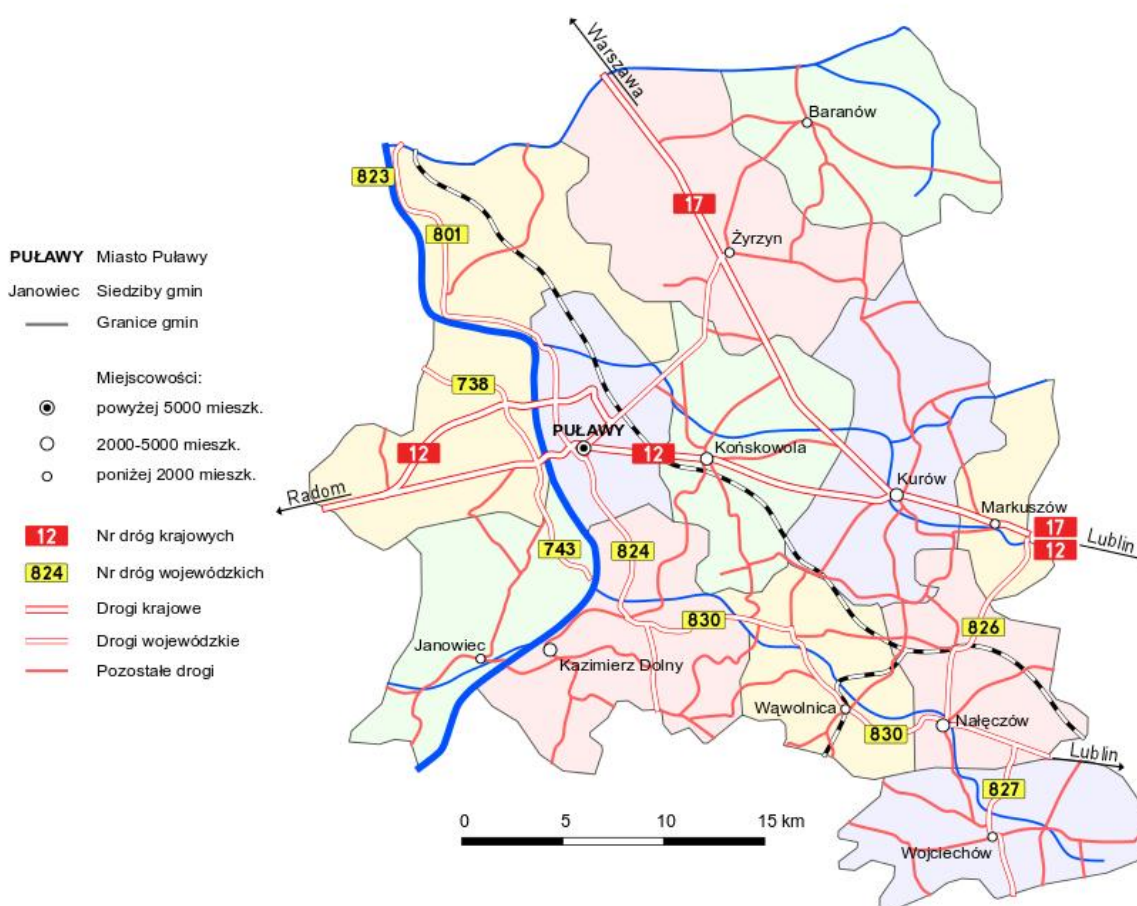 PUŁAWY Miasto Puławy
Janowiec Siedziby gmin
Granice gmin
Miejscowości:
powyżej 5000 mieszk.
2000-5000 mieszk.
poniżej 2000 mieszk.
12 Nr dróg krajowych
824 Nr dróg wojewódzkich
Drogi krajowe
Drogi wojewódzkie
Pozostałe drogi
Warszawa
Baranów
823
17
801
Żyrzyn
738
PUŁAWY
12
12
Końskowola
Kurów
Radom
Markuszów
17
12
Lublin
743
824
830
826
Janowiec
Kazimierz Dolny
Wąwolnica
Nałęczów
830
Lublin
827
Wojciechów
0 5 10 15 km